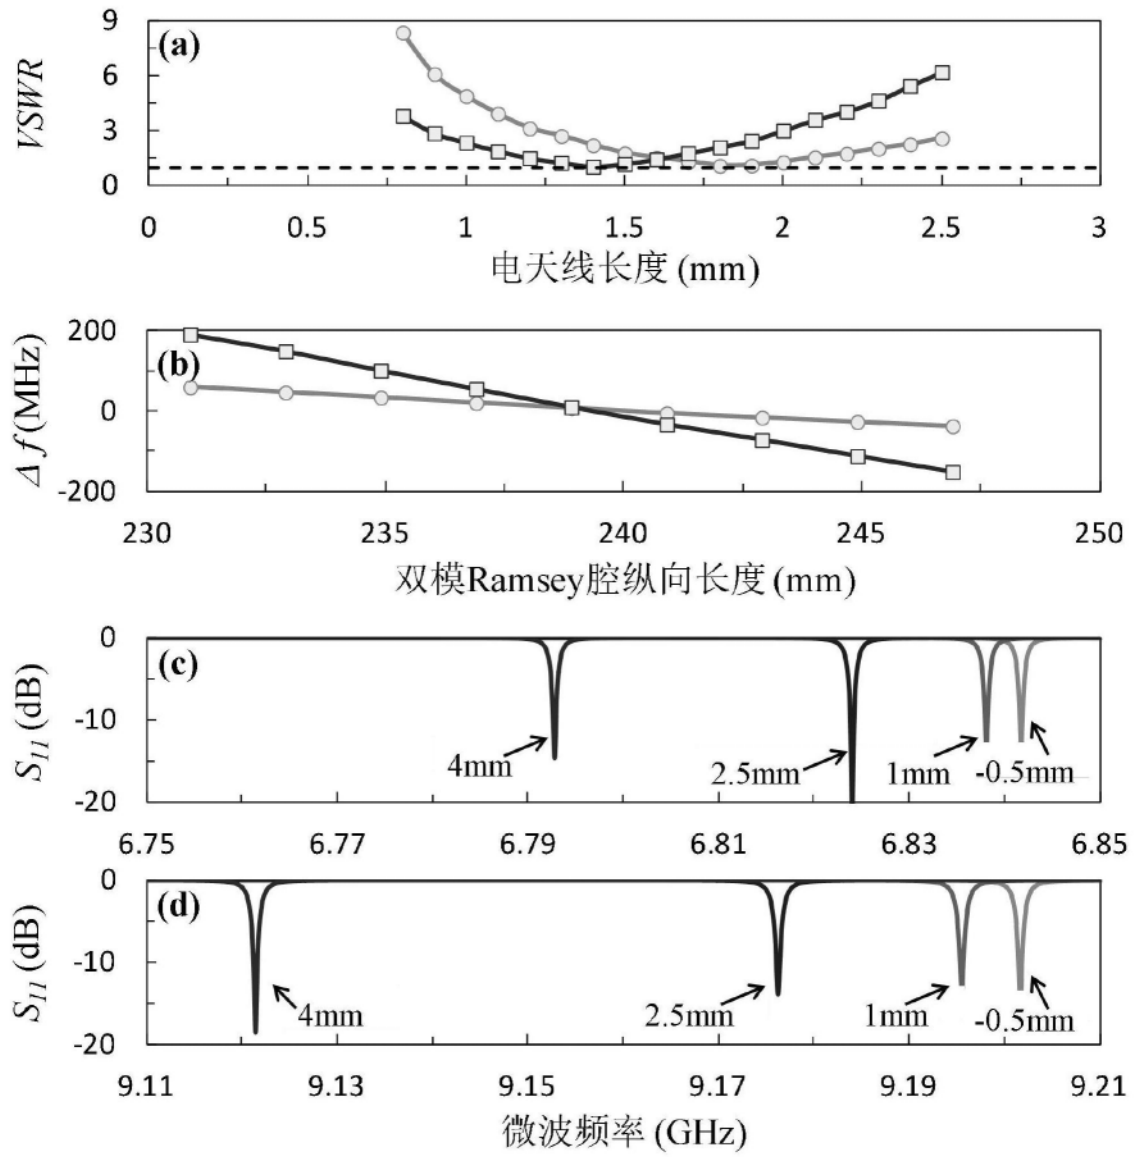 9
(a)
6
VSWR
3
0
0 0.5 1 1.5 2 2.5 3
电天线长度 (mm)
200
(b)
Δf(MHz)
0
-200
230 235 240 245 250
双模Ramsey腔纵向长度 (mm)
0
(c)
S11 (dB)
-10
4mm 2.5mm 1mm -0.5mm
-20
6.75 6.77 6.79 6.81 6.83 6.85
0
(d)
S11 (dB)
-10
4mm 2.5mm 1mm -0.5mm
-20
9.11 9.13 9.15 9.17 9.19 9.21
微波频率 (GHz)